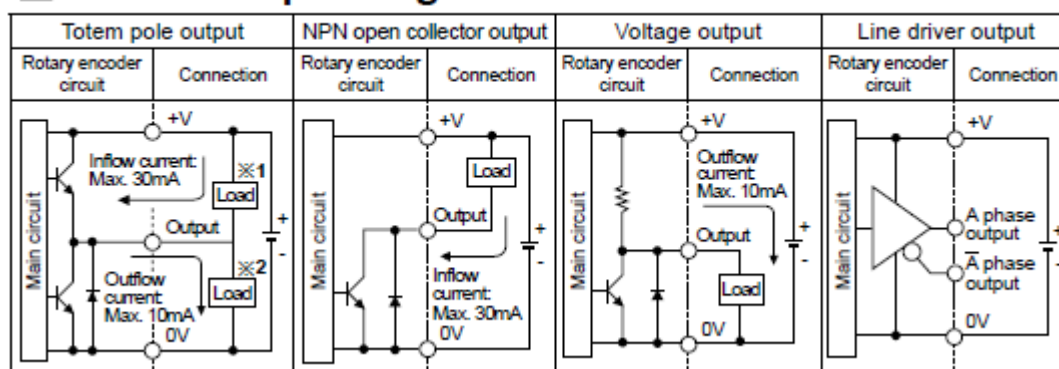 Totem pole output
NPN open collector output
Voltage output
Line driver output
Rotary encoder
circuit
Connection
Rotary encoder
circuit
Connection
Rotary encoder
circuit
Connection
Rotary encoder
circuit
Connection
Main circuit
+V
Inflow current:
Max. 30mA
※1
Load
Output
+
-
※2
Load
Outflow
current:
Max. 10mA
0V
Main circuit
+V
Load
Output
+
-
Inflow
current:
Max. 30mA
0V
Main circuit
+V
Outflow
current:
Max. 10mA
Output
+
-
Load
0V
Main circuit
+V
A phase
output
+
-
A̅ phase
output
0V